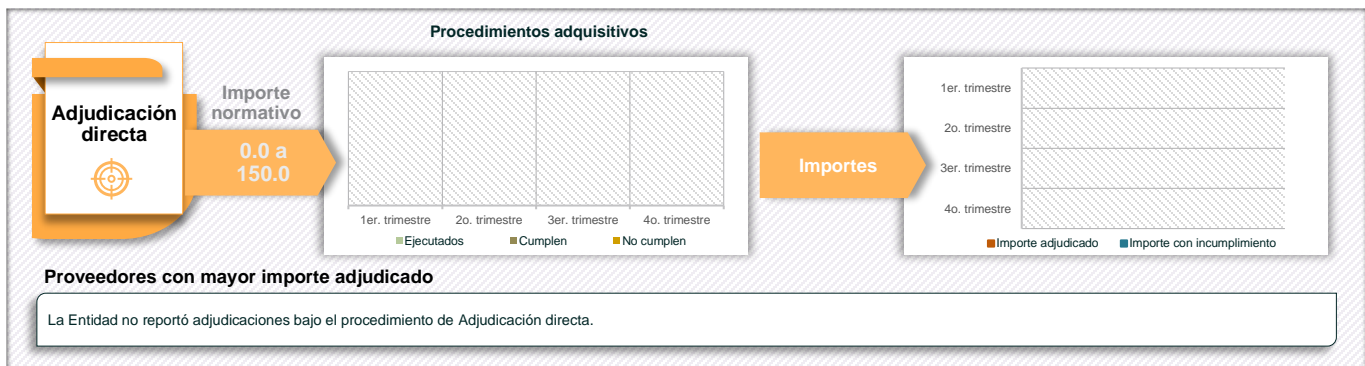 Procedimientos adquisitivos
Adjudicación
directa
Importe
normativo
0.0 a
150.0
1er. trimestre
2o. trimestre
3er. trimestre
4o. trimestre
Ejecutados
Cumplen
No cumplen
Importes
1er. trimestre
2o. trimestre
3er. trimestre
4o. trimestre
Importe adjudicado
Importe con incumplimiento
Proveedores con mayor importe adjudicado
La Entidad no reportó adjudicaciones bajo el procedimiento de Adjudicación directa.